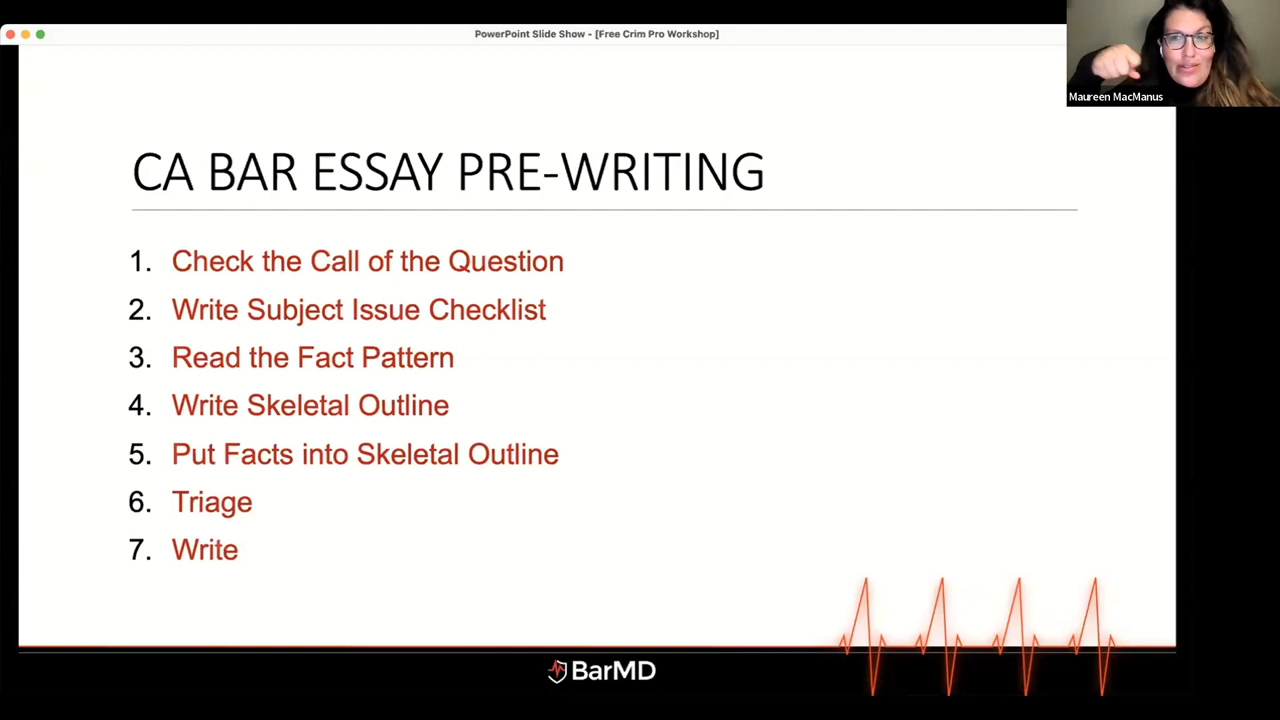 PowerPoint Slide Show - [Free Crim Pro Workshop]
Maureen MacManus
CA BAR ESSAY PRE-WRITING
1. Check the Call of the Question
2. Write Subject Issue Checklist
3. Read the Fact Pattern
4. Write Skeletal Outline
5. Put Facts into Skeletal Outline
6. Triage
7. Write
BarMD